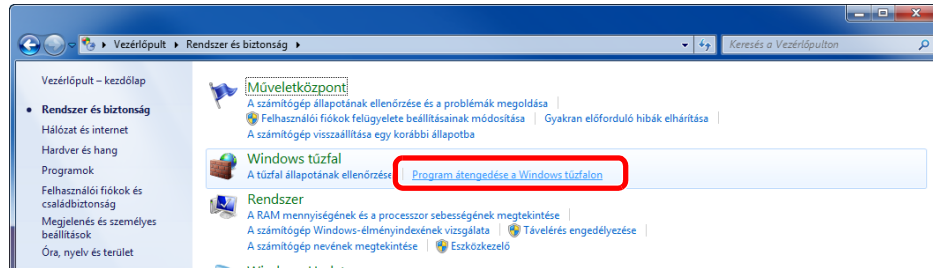 Vezérlőpult ▸ Rendszer és biztonság ▸
Keresés a Vezérlőpulton
Vezérlőpult – kezdőlap
Rendszer és biztonság
Hálózat és internet
Hardver és hang
Programok
Felhasználói fiókok és
családbiztonság
Megjelenés és személyes
beállítások
Óra, nyelv és terület
Műveletközpont
A számítógép állapotának ellenőrzése és a problémák megoldása
Felhasználói fiókok felügyelete beállításainak módosítása Gyakran előforduló hibák elhárítása
A számítógép visszaállítása egy korábbi állapotba
Windows tűzfal
A tűzfal állapotának ellenőrzése Program átengedése a Windows tűzfalon
Rendszer
A RAM mennyiségének és a processzor sebességének megtekintése
A számítógép Windows-élményindexének vizsgálata Távelérés engedélyezése
A számítógép nevének megtekintése Eszközkezelő